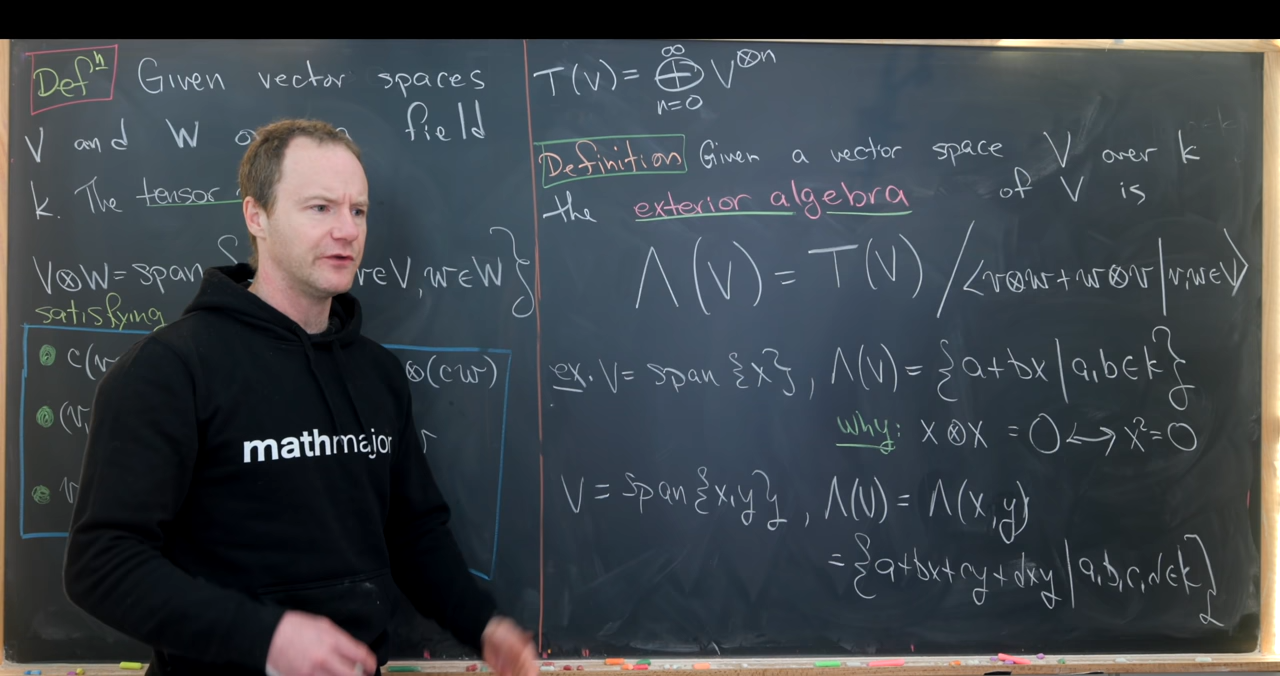 Defⁿ Given vector spaces
V and W field
k. The tensor
V⊗W = span { v∈V, w∈W }
satisfying
c(v ⊗(cw)
(v,
v
T(V) = ⊕_{n=0}^{∞} V^{⊗n}
Definition Given a vector space V over k
the exterior algebra of V is
Λ(V) = T(V) / ⟨v⊗w + w⊗v | v,w∈V⟩
ex. V = span {x}, Λ(V) = {a+bx | a,b∈k}
why: x⊗x = 0 ↔ x²=0
V = span{x,y}, Λ(V) = Λ(x,y)
= {a+bx+cy+dxy | a,b,c,d∈k}
mathmajor